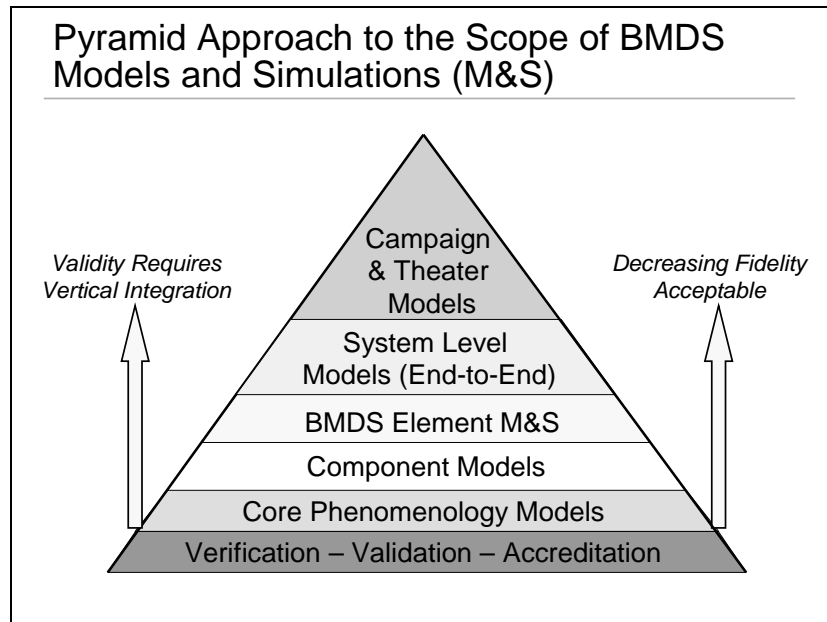 Pyramid Approach to the Scope of BMDS
Models and Simulations (M&S)
Validity Requires
Vertical Integration
Decreasing Fidelity
Acceptable
Campaign
& Theater
Models
System Level
Models (End-to-End)
BMDS Element M&S
Component Models
Core Phenomenology Models
Verification – Validation – Accreditation